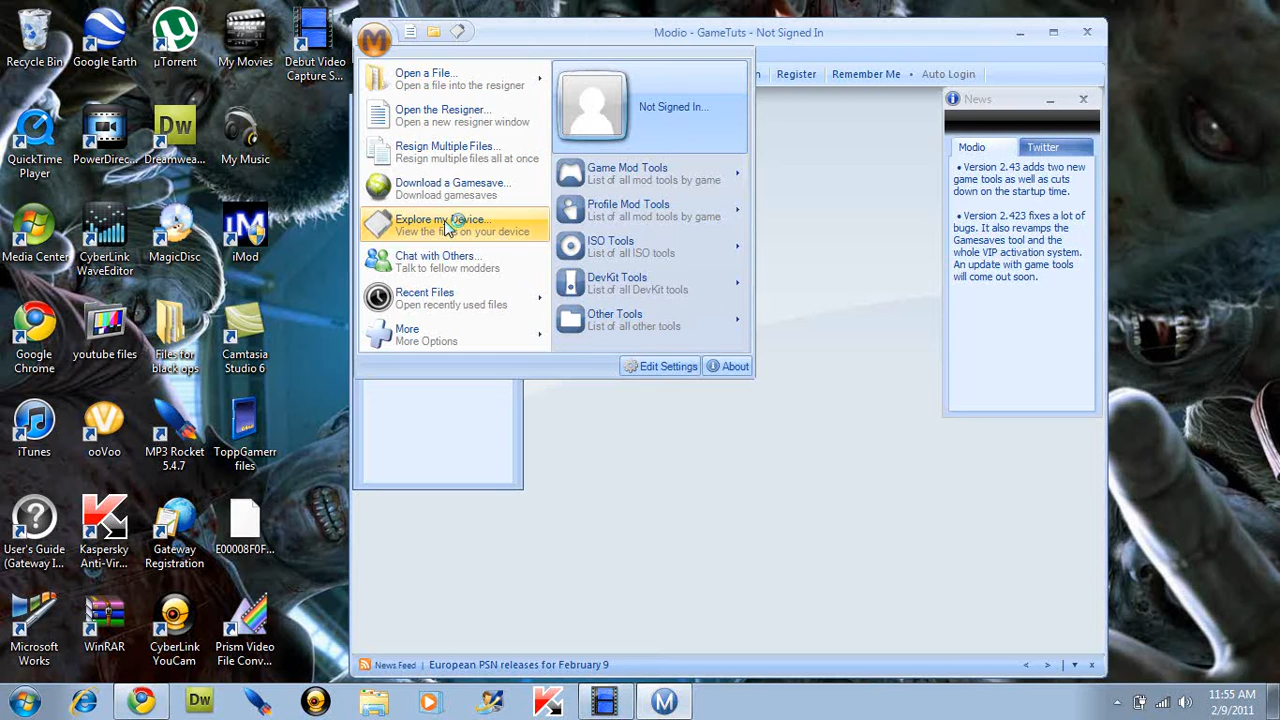 Recycle Bin
Google Earth
µTorrent
My Movies
Debut Video
Capture S...
QuickTime
Player
PowerDirec...
Dreamwea...
My Music
Media Center
CyberLink
WaveEditor
MagicDisc
iMod
Google
Chrome
youtube files
Files for
black ops
Camtasia
Studio 6
iTunes
ooVoo
MP3 Rocket
5.4.7
ToppGamerr
files
User's Guide
(Gateway I...
Kaspersky
Anti-Vir...
Gateway
Registration
E00008F0F...
Microsoft
Works
WinRAR
CyberLink
YouCam
Prism Video
File Conv...
Modio - GameTuts - Not Signed In
Register
Remember Me
Auto Login
Open a File...
Open a file into the resigner
Open the Resigner...
Open a new resigner window
Resign Multiple Files...
Resign multiple files all at once
Download a Gamesave...
Download gamesaves
Explore my Device...
View the files on your device
Chat with Others...
Talk to fellow modders
Recent Files
Open recently used files
More
More Options
Not Signed In...
Game Mod Tools
List of all mod tools by game
Profile Mod Tools
List of all mod tools by game
ISO Tools
List of all ISO tools
DevKit Tools
List of all DevKit tools
Other Tools
List of all other tools
Edit Settings
About
News
Modio
Twitter
• Version 2.43 adds two new
game tools as well as cuts
down on the startup time.
• Version 2.423 fixes a lot of
bugs. It also revamps the
Gamesaves tool and the
whole VIP activation system.
An update with game tools
will come out soon.
News Feed
European PSN releases for February 9
Dw
11:55 AM
2/9/2011